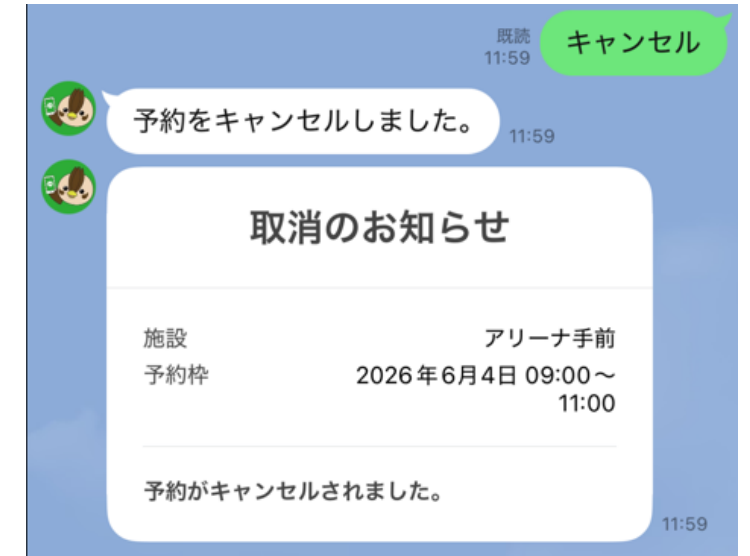 キャンセル
既読
11:59
予約をキャンセルしました。
11:59
取消のお知らせ
施設 アリーナ手前
予約枠 2026年6月4日 09:00～
11:00
予約がキャンセルされました。
11:59